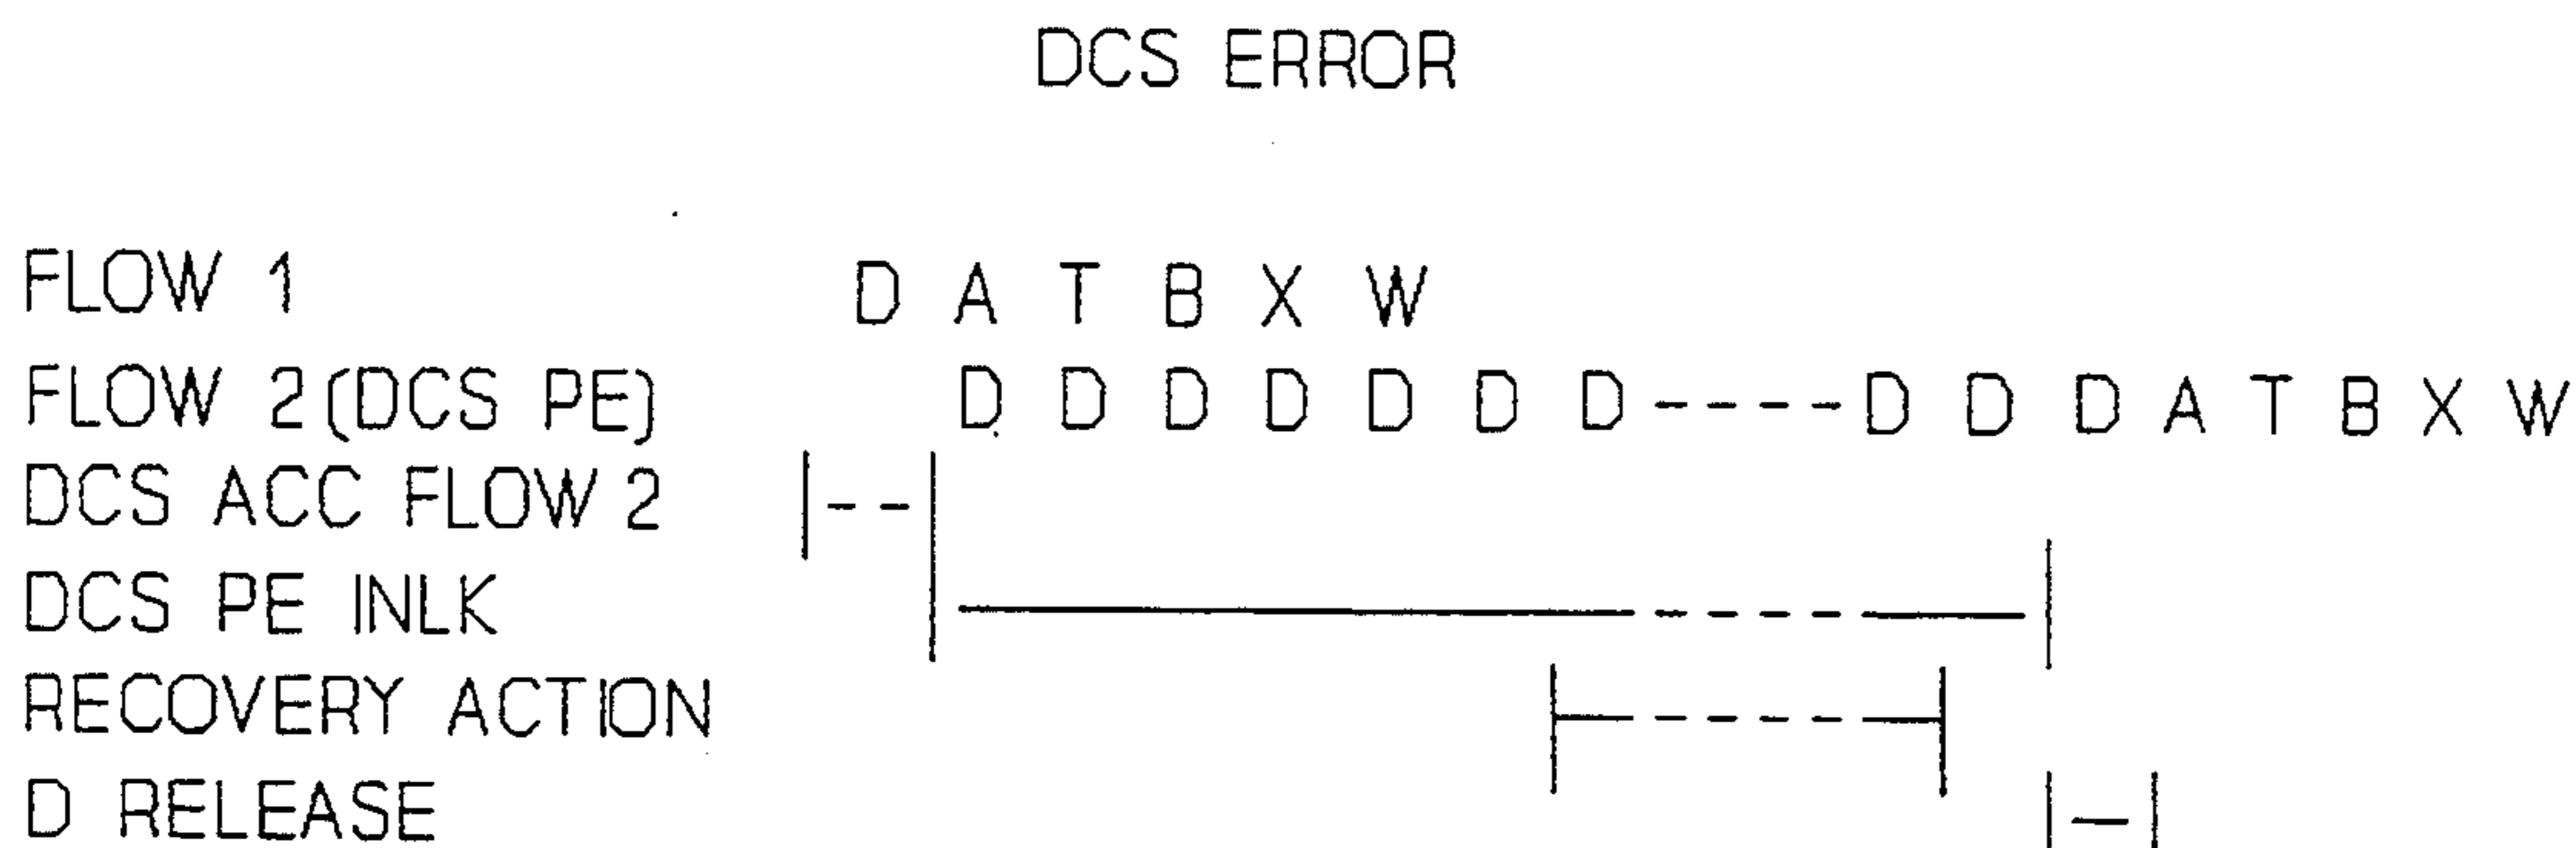 DCS ERROR
FLOW 1 D A T B X W
FLOW 2 (DCS PE) D D D D D D D - - - - D D D A T B X W
DCS ACC FLOW 2
DCS PE INLK
RECOVERY ACTION
D RELEASE